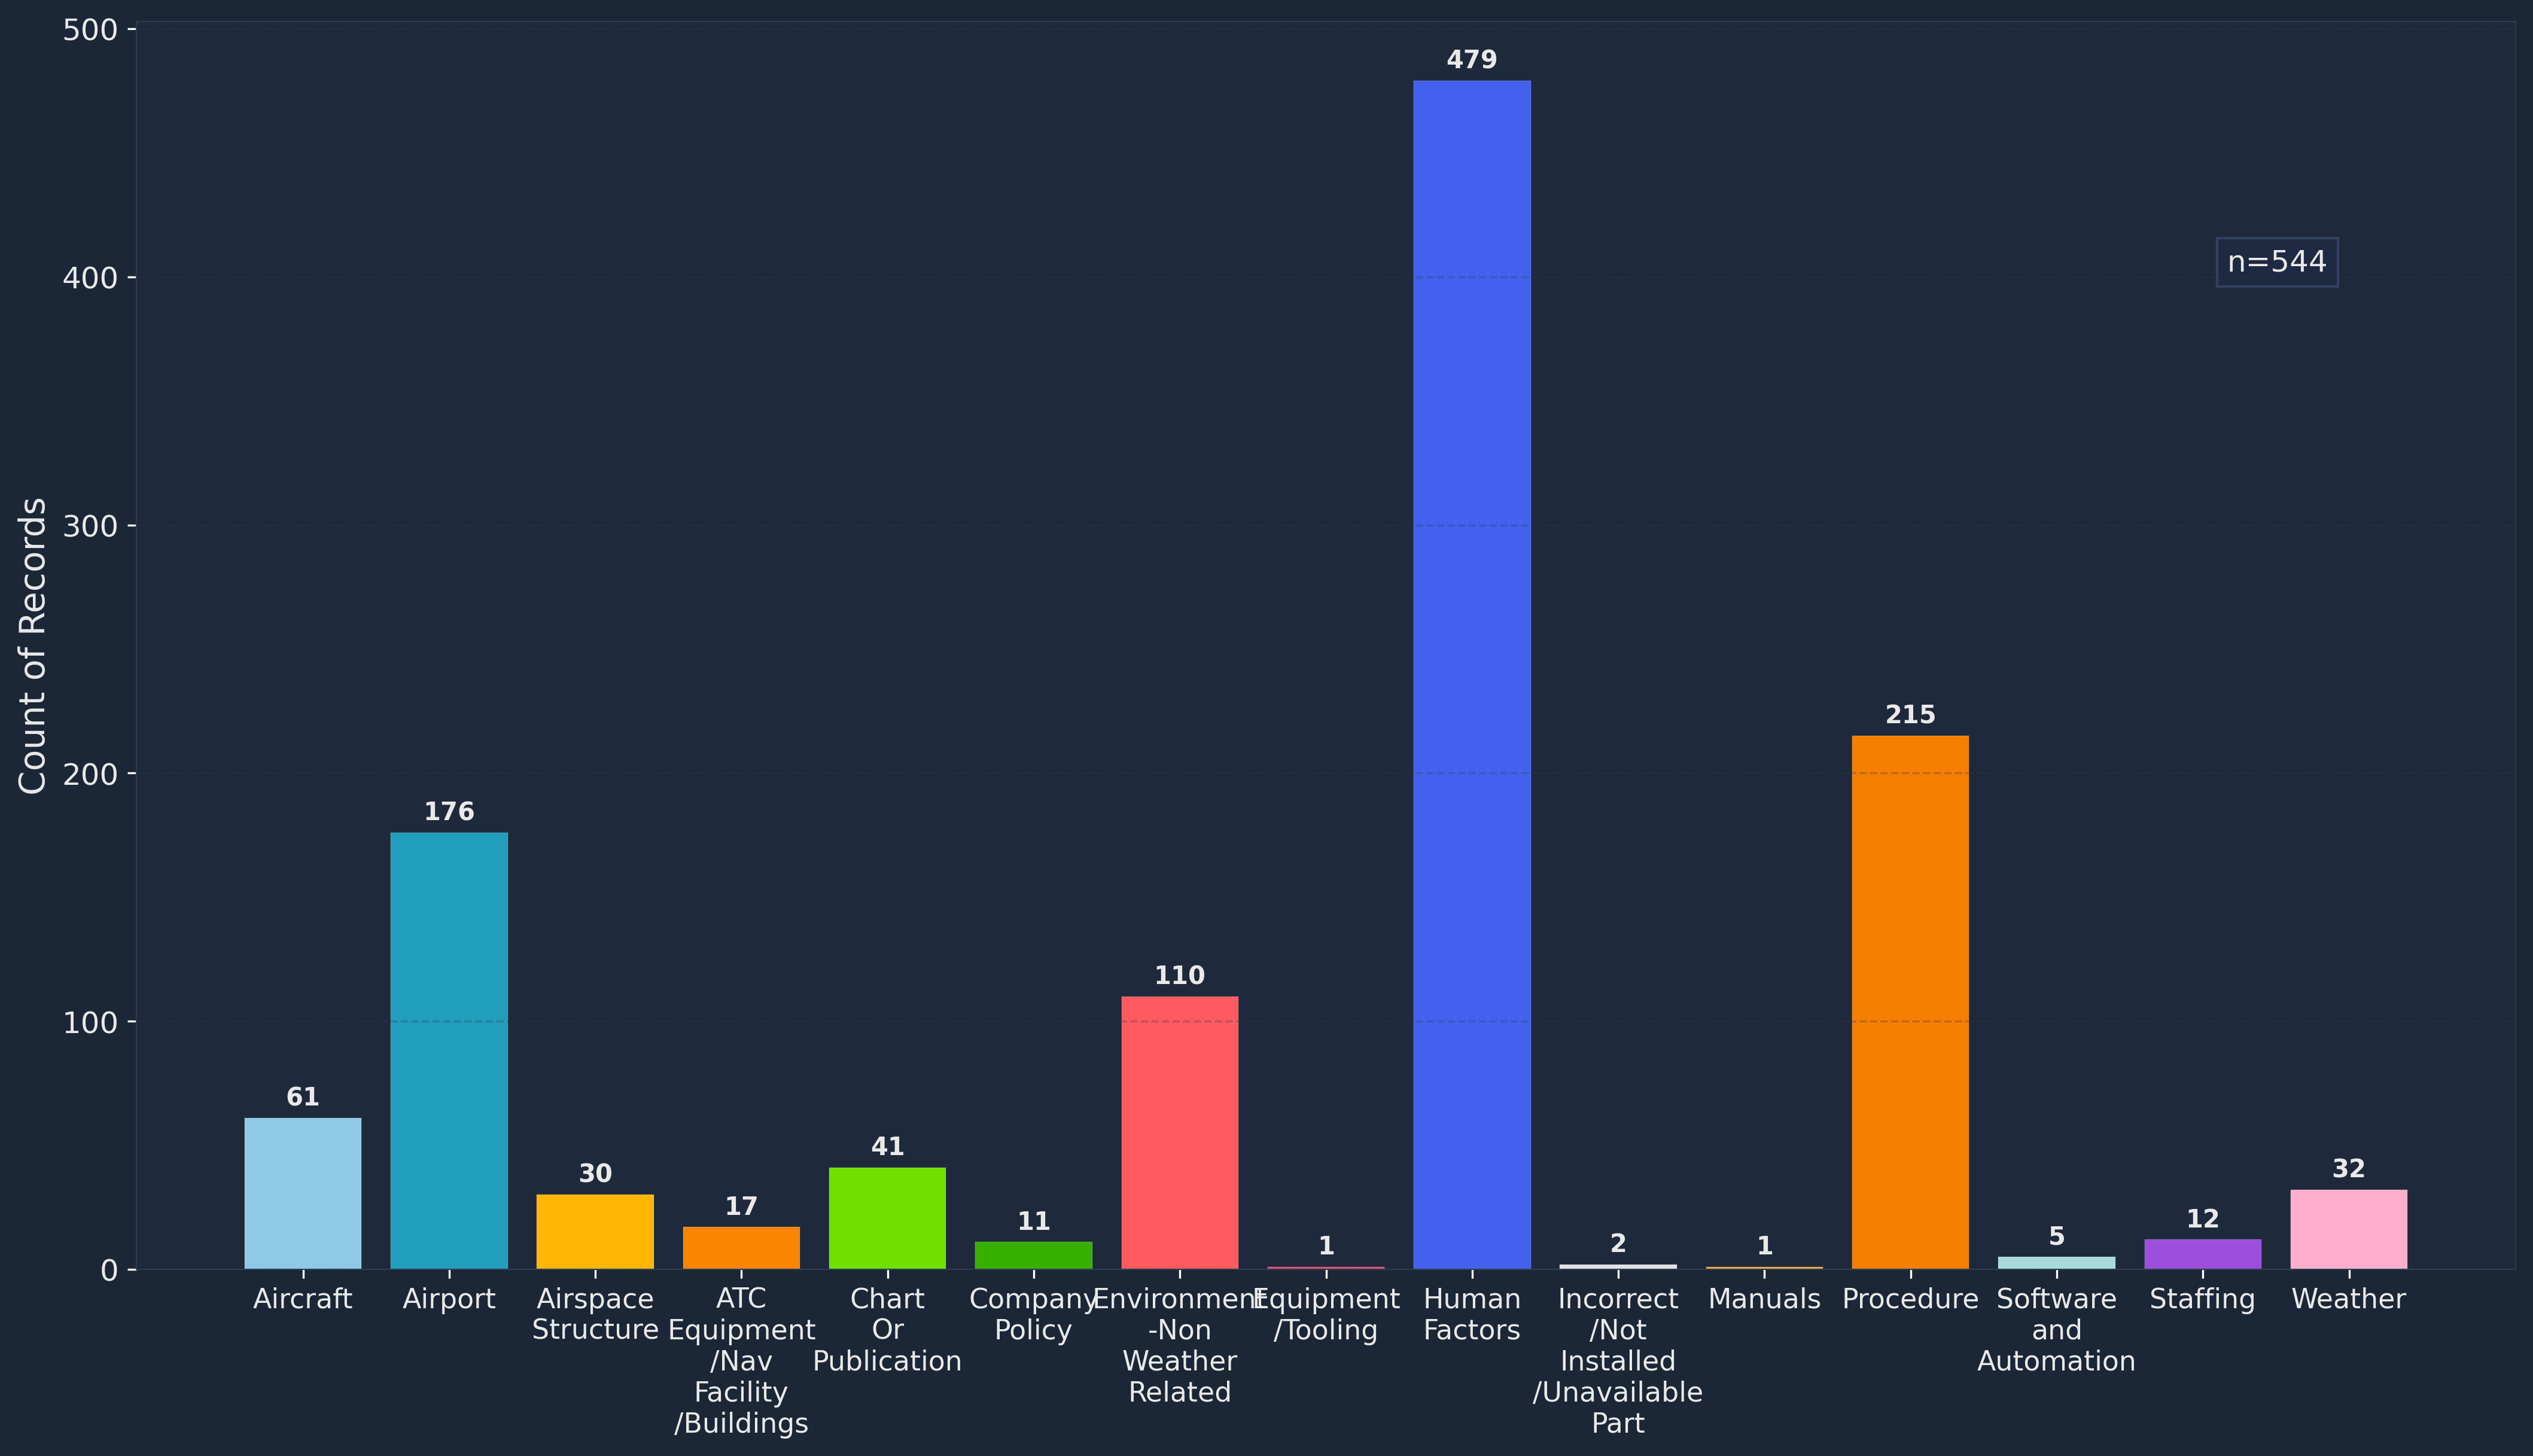 500
400
300
200
100
0
Count of Records
n=544
61
176
30
17
41
11
110
1
479
2
1
215
5
12
32
Aircraft
Airport
Airspace
Structure
ATC
Equipment
/Nav
Facility
/Buildings
Chart
Or
Publication
Company
Policy
Environment
-Non
Weather
Related
Equipment
/Tooling
Human
Factors
Incorrect
/Not
Installed
/Unavailable
Part
Manuals
Procedure
Software
and
Automation
Staffing
Weather